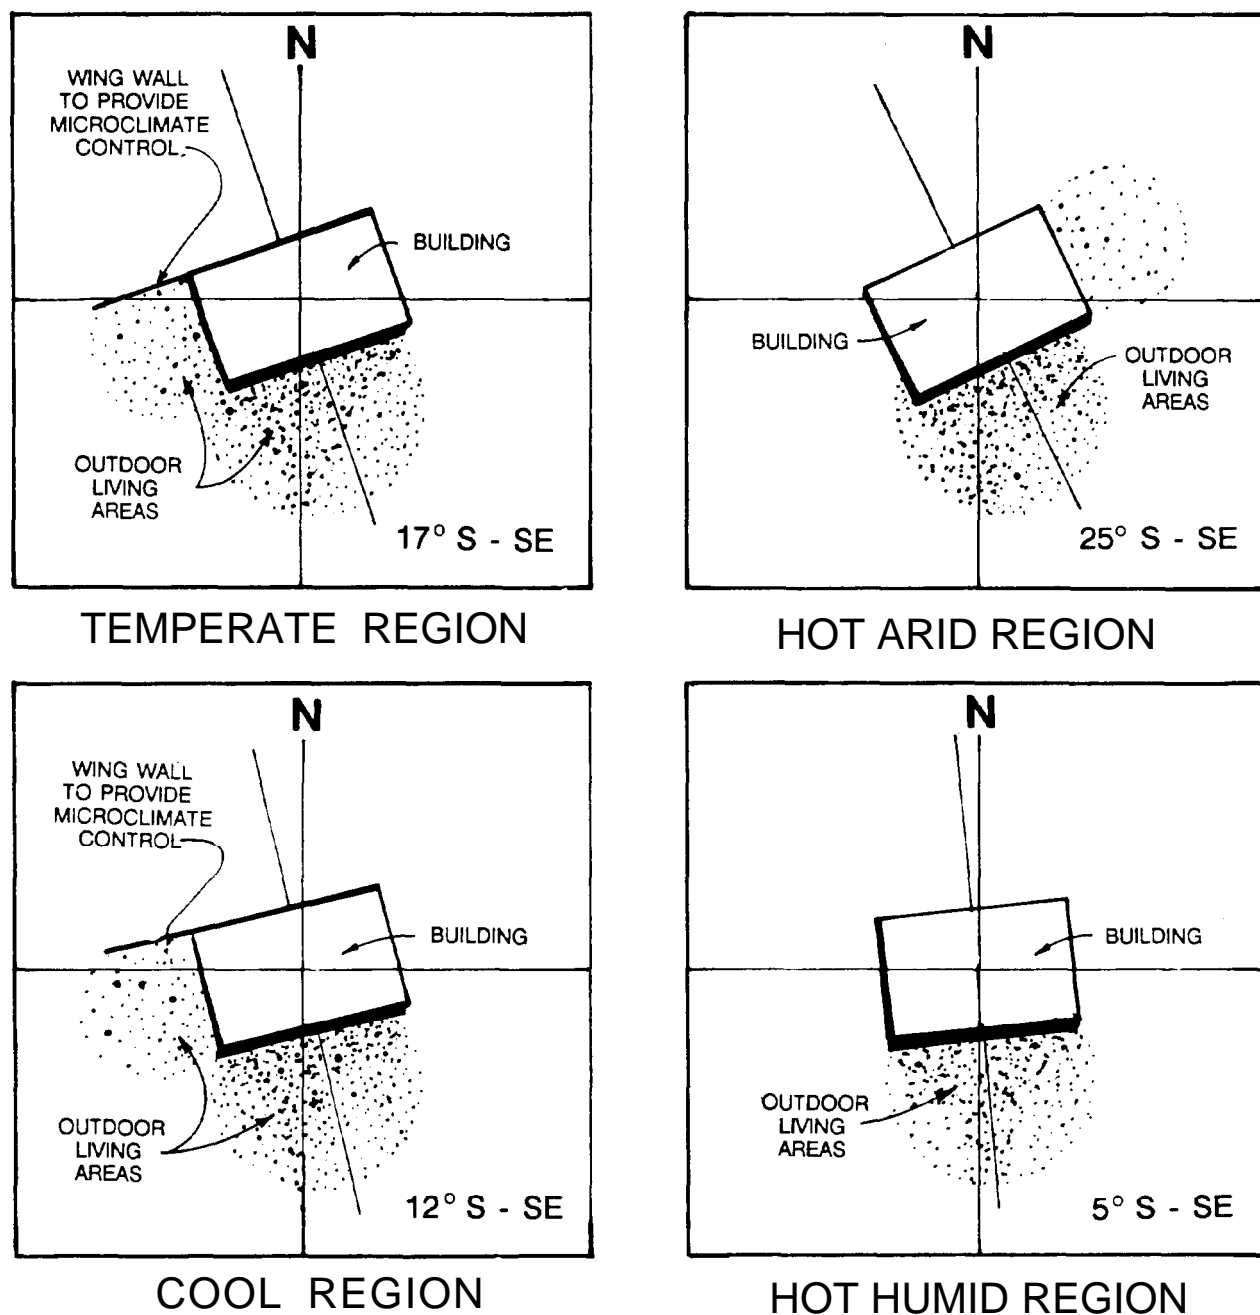 N
WING WALL
TO PROVIDE
MICROCLIMATE
CONTROL
BUILDING
OUTDOOR
LIVING
AREAS
17° S - SE
TEMPERATE REGION
N
BUILDING
OUTDOOR
LIVING
AREAS
25° S - SE
HOT ARID REGION
N
WING WALL
TO PROVIDE
MICROCLIMATE
CONTROL
BUILDING
OUTDOOR
LIVING
AREAS
12° S - SE
COOL REGION
N
BUILDING
OUTDOOR
LIVING
AREAS
5° S - SE
HOT HUMID REGION